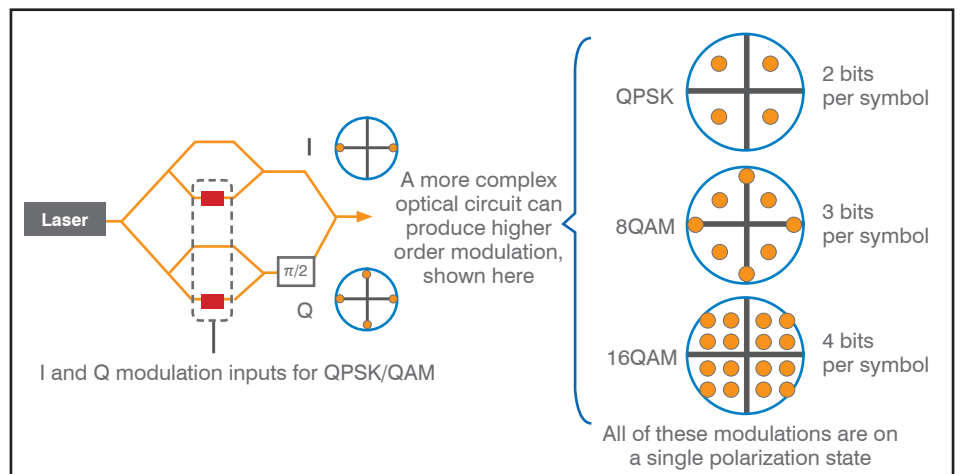 Laser
π/2
I
Q
I and Q modulation inputs for QPSK/QAM
A more complex
optical circuit can
produce higher
order modulation,
shown here
QPSK
2 bits
per symbol
8QAM
3 bits
per symbol
16QAM
4 bits
per symbol
All of these modulations are on
a single polarization state